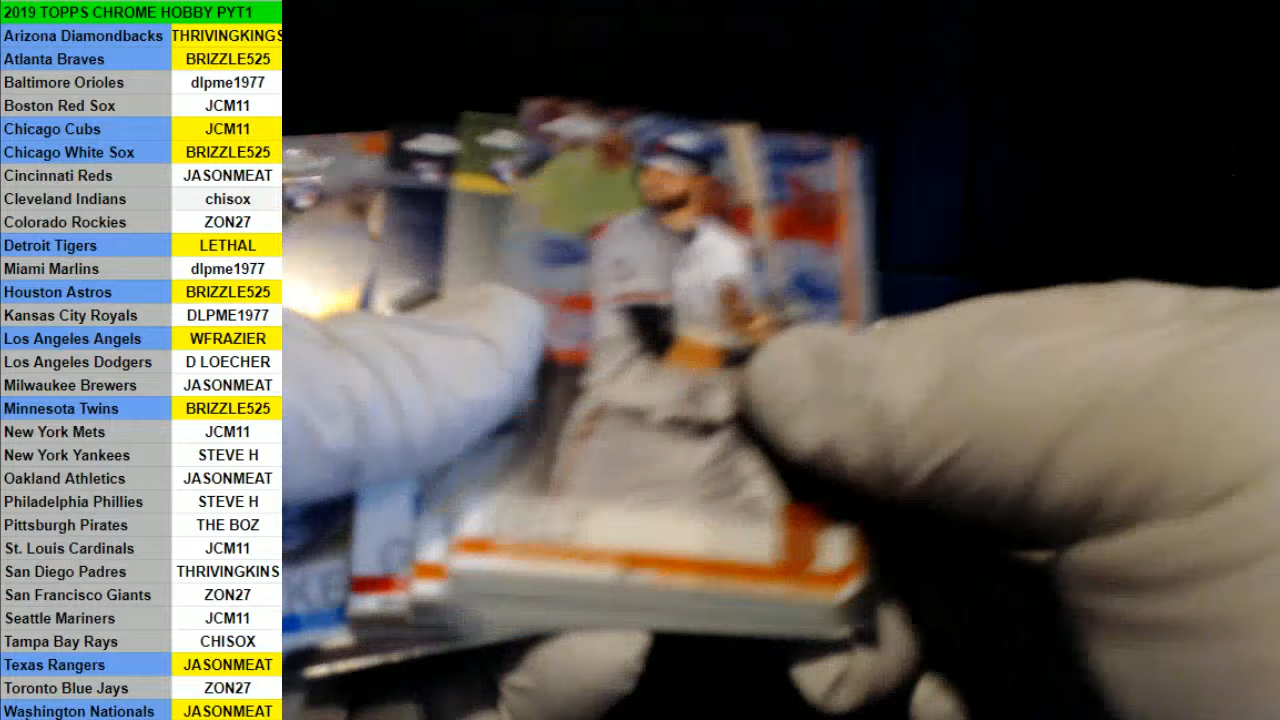 2019 TOPPS CHROME HOBBY PYT1
Arizona Diamondbacks THRIVINGKINGS
Atlanta Braves BRIZZLE525
Baltimore Orioles dlpme1977
Boston Red Sox JCM11
Chicago Cubs JCM11
Chicago White Sox BRIZZLE525
Cincinnati Reds JASONMEAT
Cleveland Indians chisox
Colorado Rockies ZON27
Detroit Tigers LETHAL
Miami Marlins dlpme1977
Houston Astros BRIZZLE525
Kansas City Royals DLPME1977
Los Angeles Angels WFRAZIER
Los Angeles Dodgers D LOECHER
Milwaukee Brewers JASONMEAT
Minnesota Twins BRIZZLE525
New York Mets JCM11
New York Yankees STEVE H
Oakland Athletics JASONMEAT
Philadelphia Phillies STEVE H
Pittsburgh Pirates THE BOZ
St. Louis Cardinals JCM11
San Diego Padres THRIVINGKINS
San Francisco Giants ZON27
Seattle Mariners JCM11
Tampa Bay Rays CHISOX
Texas Rangers JASONMEAT
Toronto Blue Jays ZON27
Washington Nationals JASONMEAT